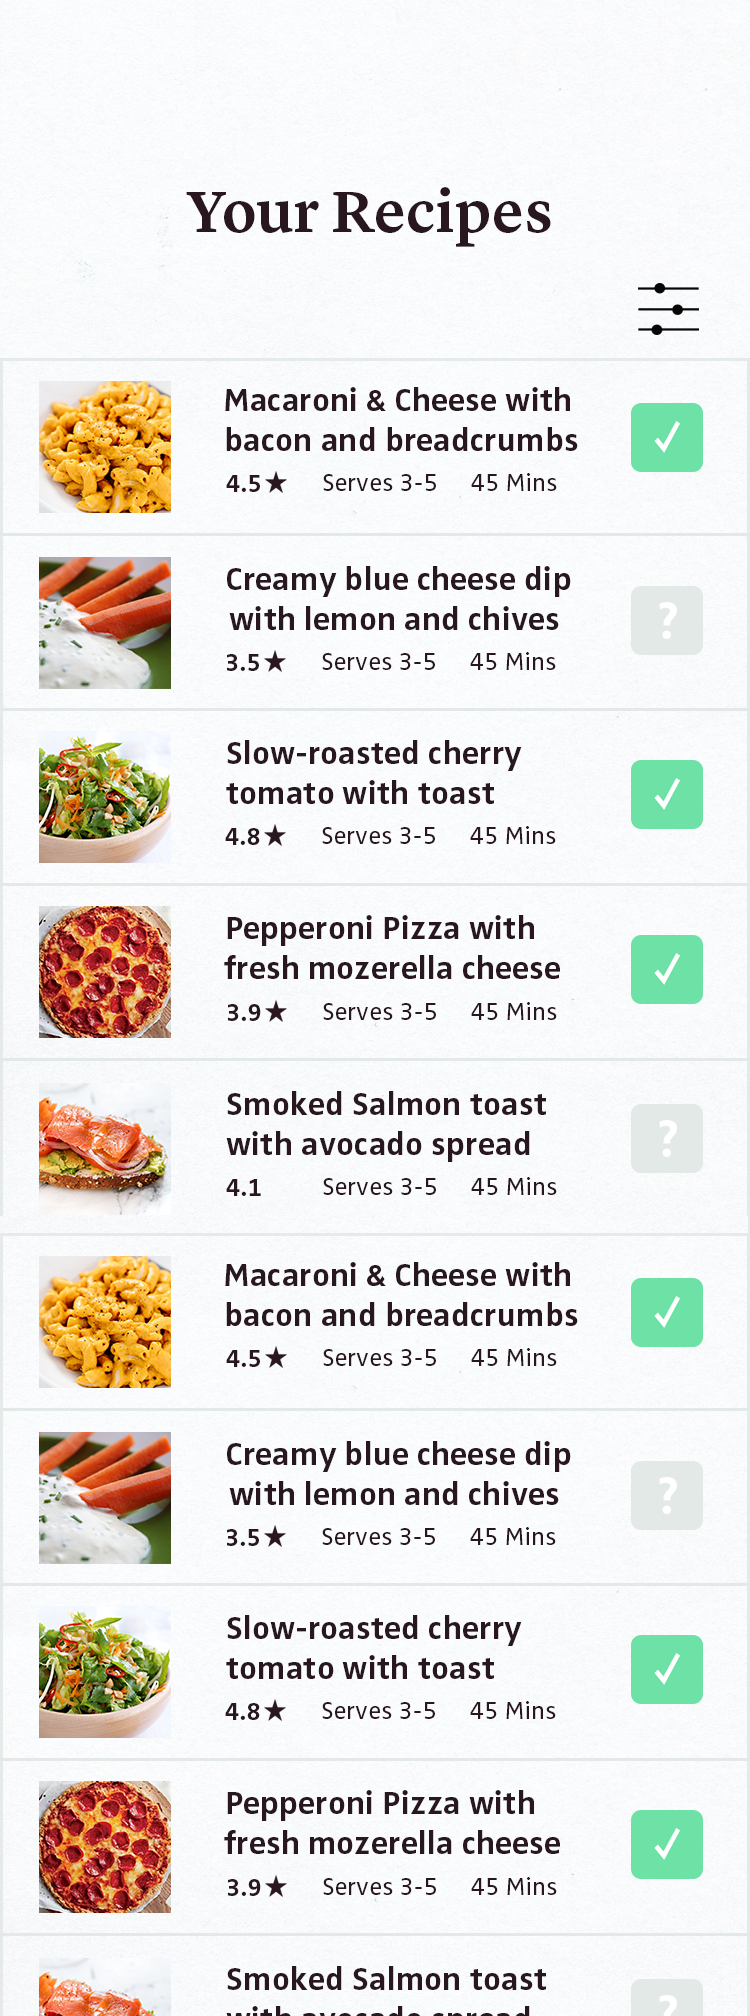 Your Recipes
Macaroni & Cheese with
bacon and breadcrumbs
4.5★ Serves 3-5 45 Mins
Creamy blue cheese dip
with lemon and chives
?
3.5★ Serves 3-5 45 Mins
Slow-roasted cherry
tomato with toast
4.8★ Serves 3-5 45 Mins
Pepperoni Pizza with
fresh mozerella cheese
3.9★ Serves 3-5 45 Mins
Smoked Salmon toast
with avocado spread
?
4.1 Serves 3-5 45 Mins
Macaroni & Cheese with
bacon and breadcrumbs
4.5★ Serves 3-5 45 Mins
Creamy blue cheese dip
with lemon and chives
?
3.5★ Serves 3-5 45 Mins
Slow-roasted cherry
tomato with toast
4.8★ Serves 3-5 45 Mins
Pepperoni Pizza with
fresh mozerella cheese
3.9★ Serves 3-5 45 Mins
Smoked Salmon toast
with avocado spread
?